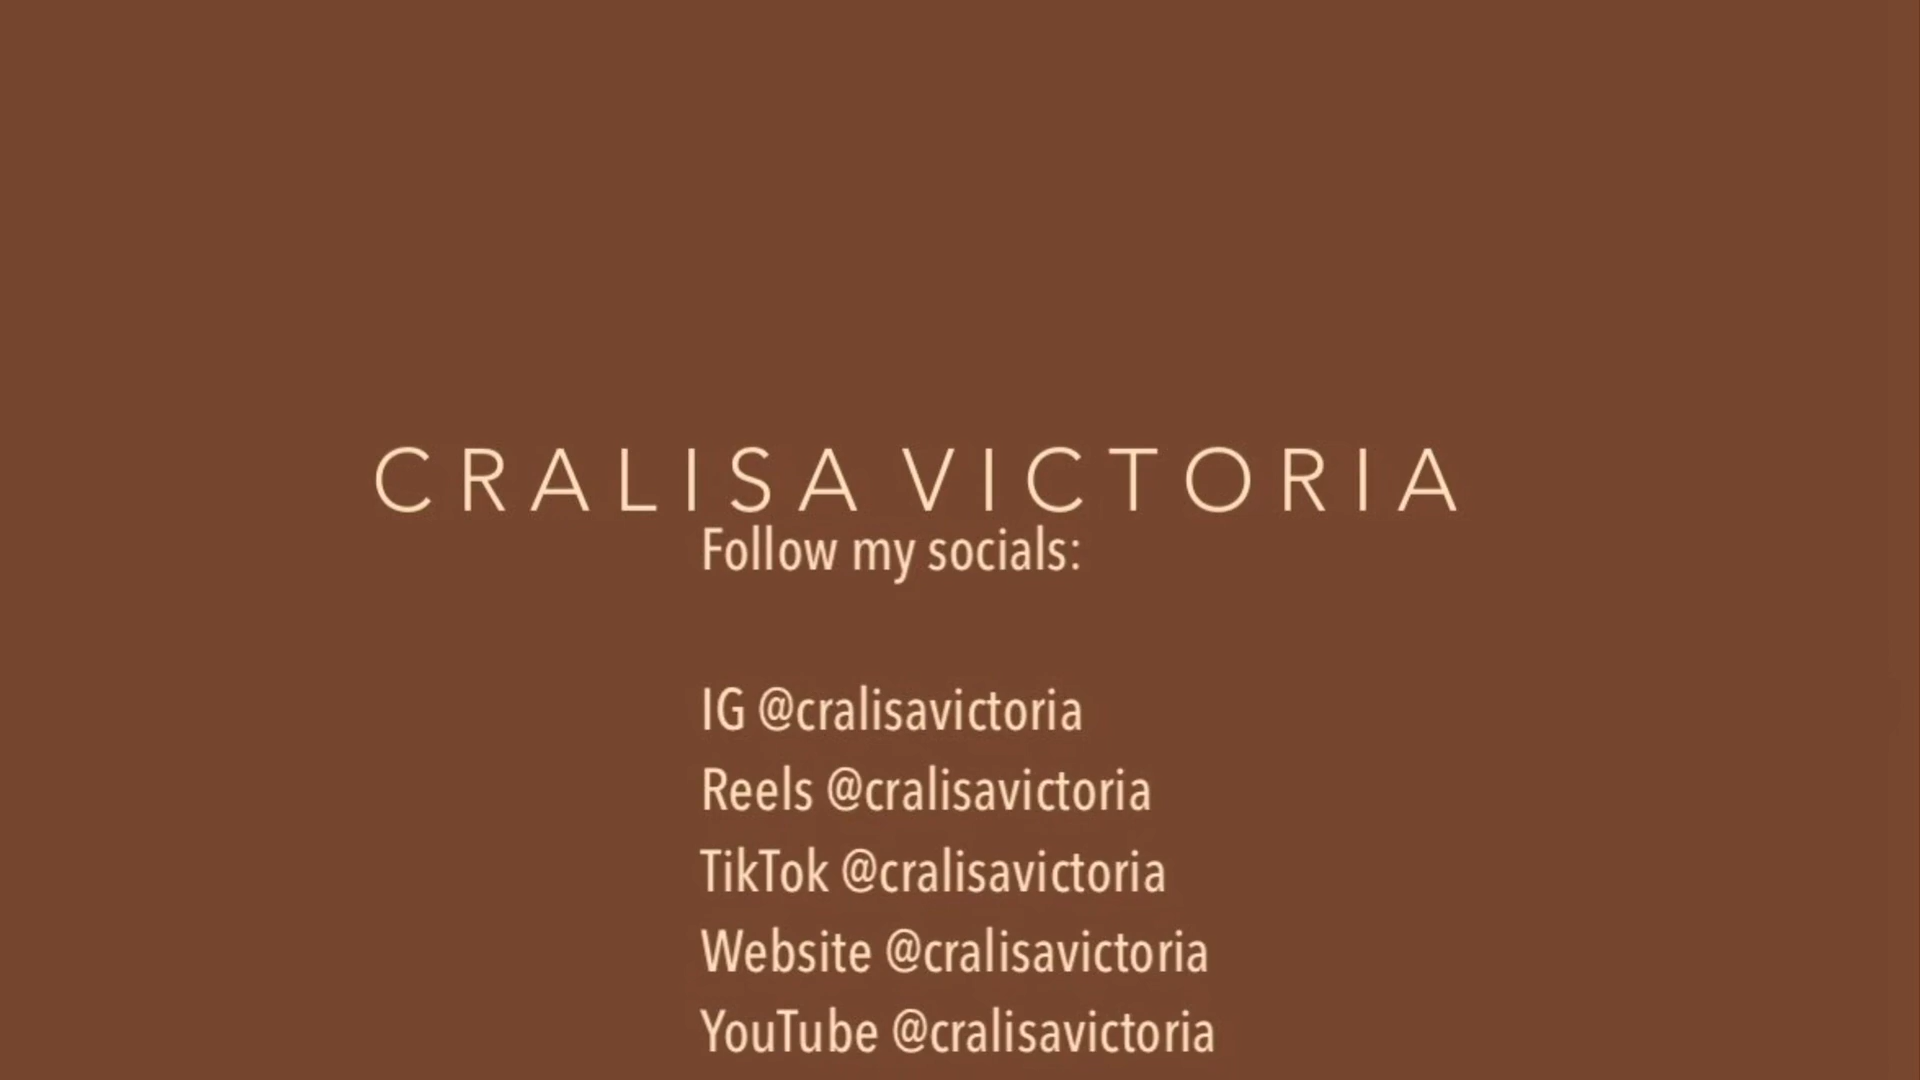 CRALISA VICTORIA
Follow my socials:
IG @cralisavictoria
Reels @cralisavictoria
TikTok @cralisavictoria
Website @cralisavictoria
YouTube @cralisavictoria